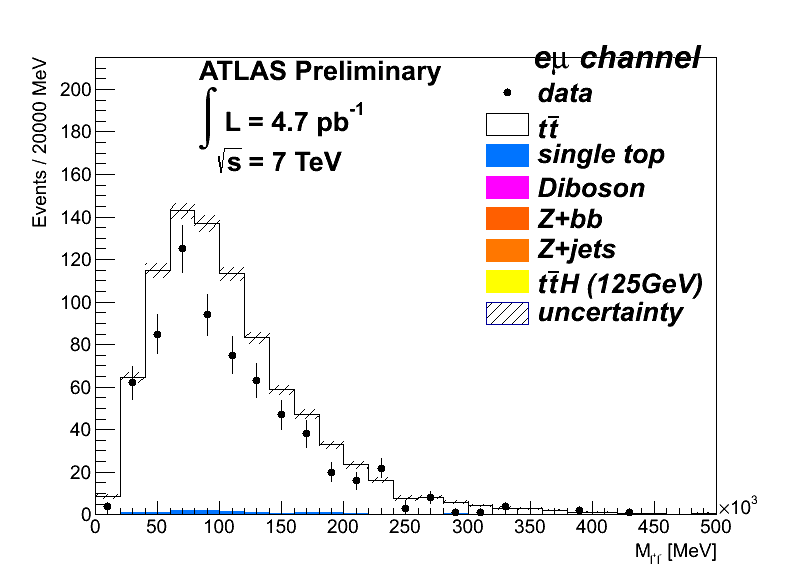 eμ channel
ATLAS Preliminary
∫ L = 4.7 pb⁻¹
√s = 7 TeV
data
tt̄
single top
Diboson
Z+bb
Z+jets
tt̄H (125GeV)
uncertainty
Events / 20000 MeV
200
180
160
140
120
100
80
60
40
20
0
0 50 100 150 200 250 300 350 400 450 500
×10³
M [MeV]